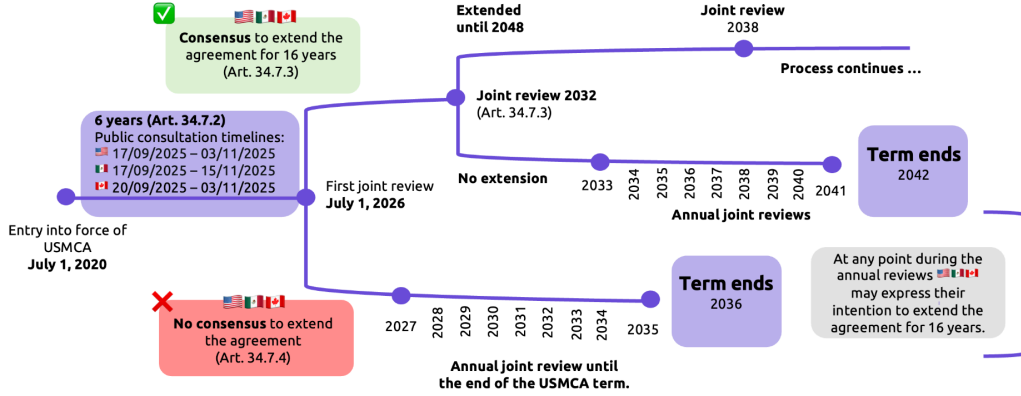 Consensus to extend the
agreement for 16 years
(Art. 34.7.3)
6 years (Art. 34.7.2)
Public consultation timelines:
17/09/2025 – 03/11/2025
17/09/2025 – 15/11/2025
20/09/2025 – 03/11/2025
Entry into force of
USMCA
July 1, 2020
First joint review
July 1, 2026
No consensus to extend
the agreement
(Art. 34.7.4)
Extended
until 2048
Joint review
2038
Process continues ...
Joint review 2032
(Art. 34.7.3)
No extension
2033
2034
2035
2036
2037
2038
2039
2040
2041
Annual joint reviews
Term ends
2042
2027
2028
2029
2030
2031
2032
2033
2034
2035
Annual joint review until
the end of the USMCA term.
Term ends
2036
At any point during the
annual reviews
may express their
intention to extend the
agreement for 16 years.